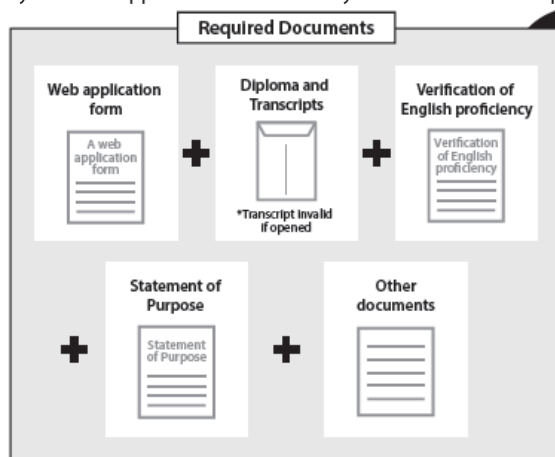 Required Documents
Web application
form
A web
application
form
Diploma and
Transcripts
*Transcript invalid
if opened
Verification of
English proficiency
Verification
of English
proficiency
Statement of
Purpose
Statement
of Purpose
Other
documents